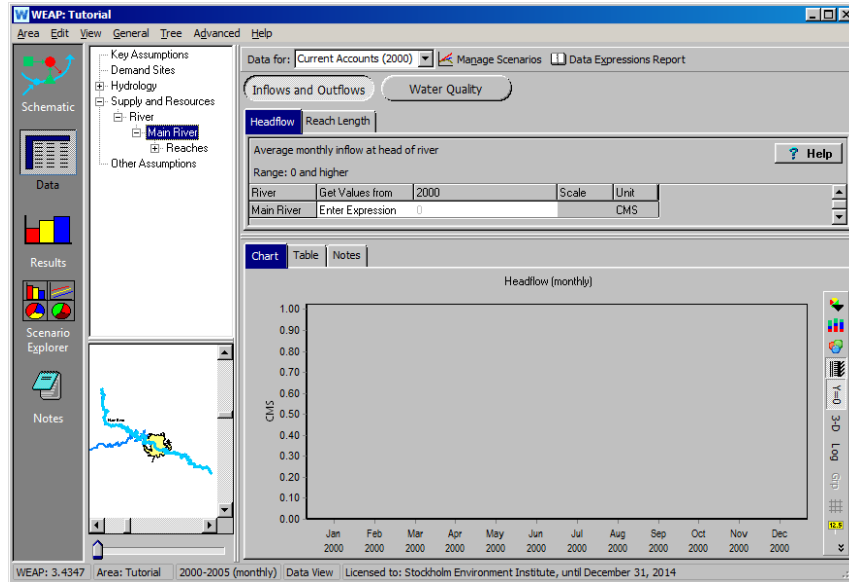 WEAP: Tutorial
Area Edit View General Tree Advanced Help
Schematic
Data
Results
Scenario
Explorer
Notes
Key Assumptions
Demand Sites
Hydrology
Supply and Resources
River
Main River
Reaches
Other Assumptions
Data for: Current Accounts (2000) Manage Scenarios Data Expressions Report
Inflows and Outflows Water Quality
Headflow Reach Length
Average monthly inflow at head of river
? Help
Range: 0 and higher
River Get Values from 2000 Scale Unit
Main River Enter Expression 0 CMS
Chart Table Notes
Headflow (monthly)
CMS
1.00
0.90
0.80
0.70
0.60
0.50
0.40
0.30
0.20
0.10
0.00
Jan Feb Mar Apr May Jun Jul Aug Sep Oct Nov Dec
2000 2000 2000 2000 2000 2000 2000 2000 2000 2000 2000 2000
Y=0
3-D
Log
12.5
Main River
WEAP: 3.4347 Area: Tutorial 2000-2005 (monthly) Data View Licensed to: Stockholm Environment Institute, until December 31, 2014